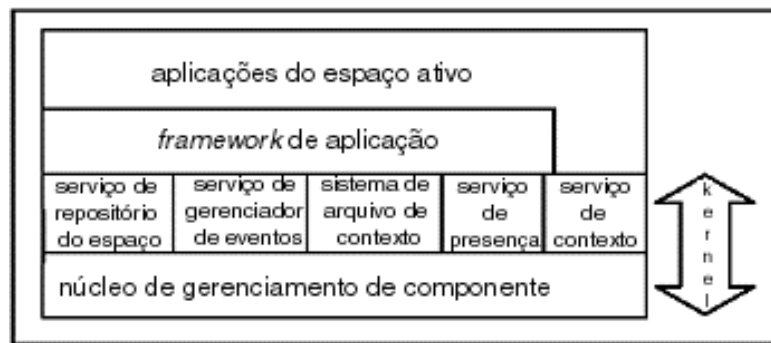 aplicações do espaço ativo
framework de aplicação
serviço de repositório do espaço
serviço de gerenciador de eventos
sistema de arquivo de contexto
serviço de presença
serviço de contexto
kernel
núcleo de gerenciamento de componente